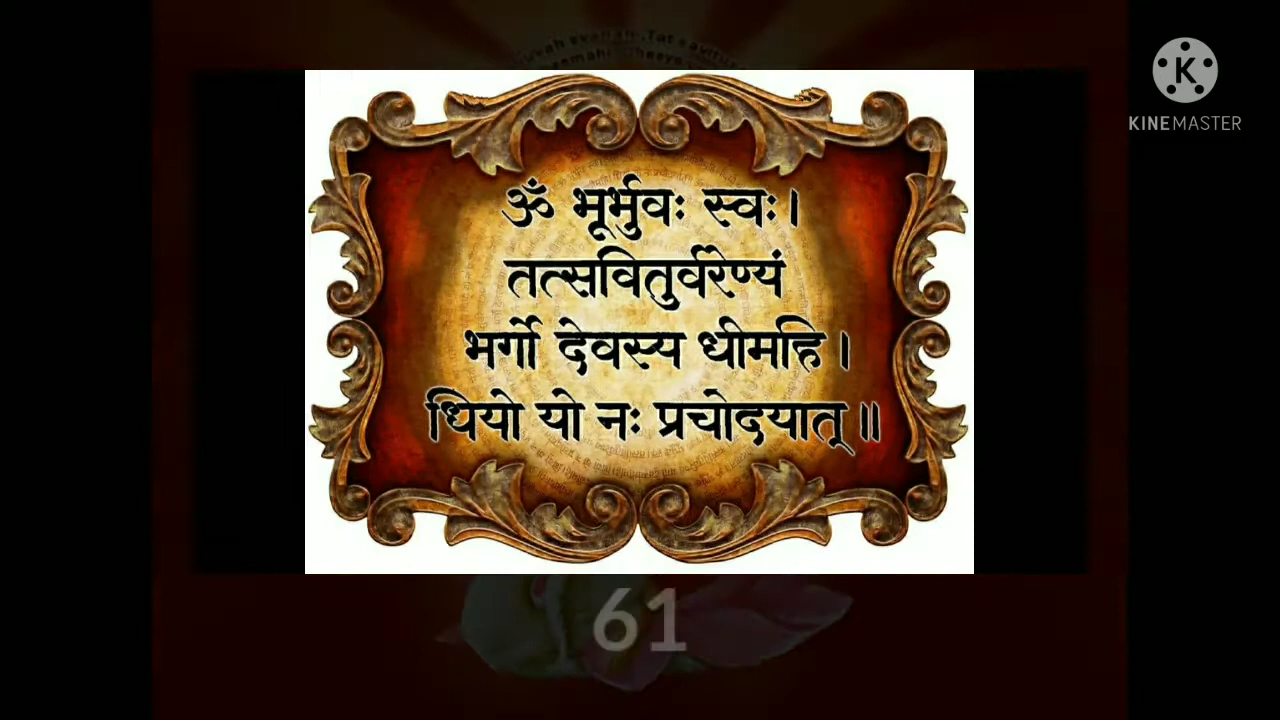 ॐ भूर्भुवः स्वः।
तत्सवितुर्वरेण्यं
भर्गो देवस्य धीमहि।
धियो यो नः प्रचोदयात्॥
61
K
KINEMASTER